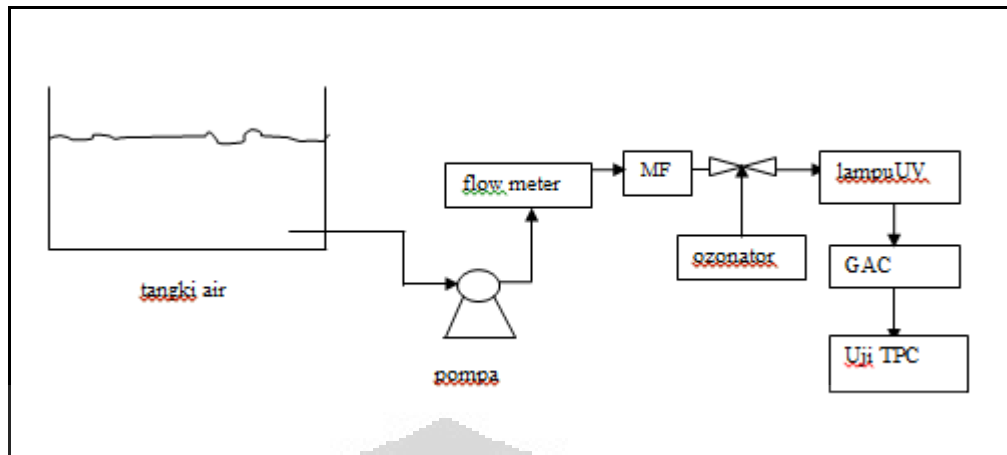 tangki air
pompa
flow meter
MF
ozonator
lampuUV
GAC
Uji TPC